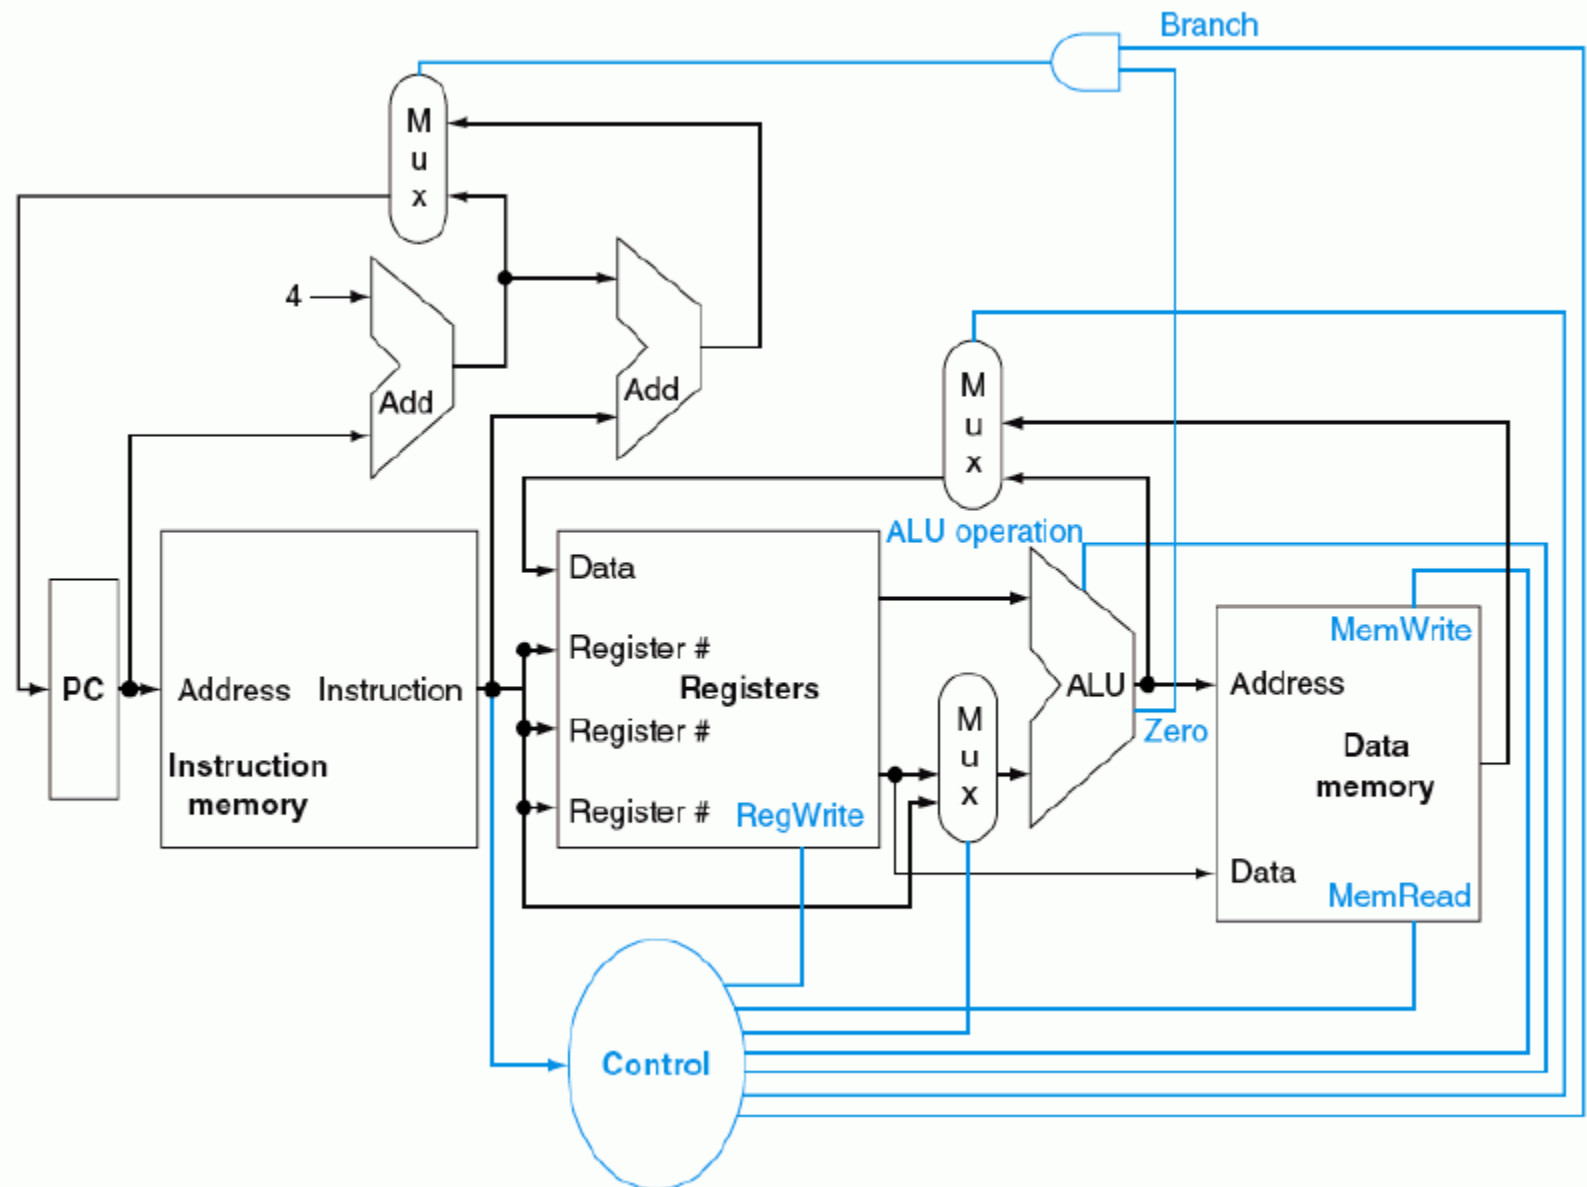 Branch
M
u
x
4
Add
Add
M
u
x
ALU operation
Data
Register #
Registers
Register #
Register #
RegWrite
PC
Address
Instruction
Instruction
memory
M
u
x
ALU
Zero
MemWrite
Address
Data
memory
Data
MemRead
Control